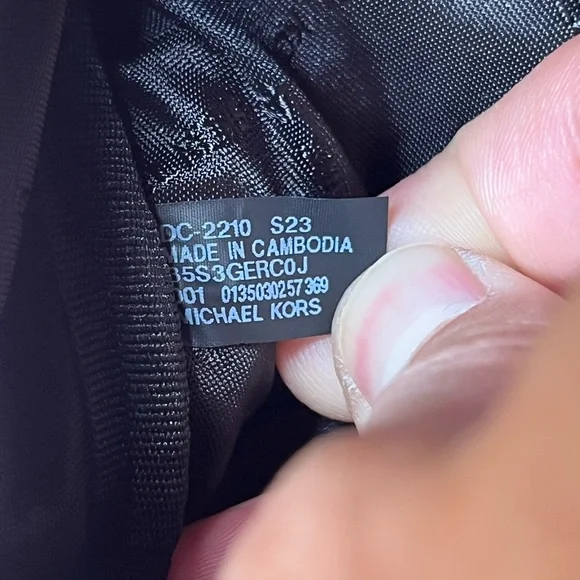 DC-2210 S23
MADE IN CAMBODIA
35S3GERC0J
001 0135030257369
MICHAEL KORS